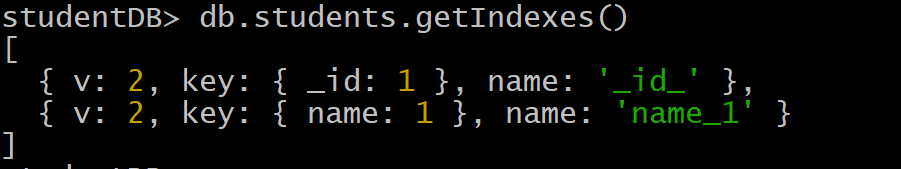 studentDB> db.students.getIndexes()
[
  { v: 2, key: { _id: 1 }, name: '_id_' },
  { v: 2, key: { name: 1 }, name: 'name_1' }
]